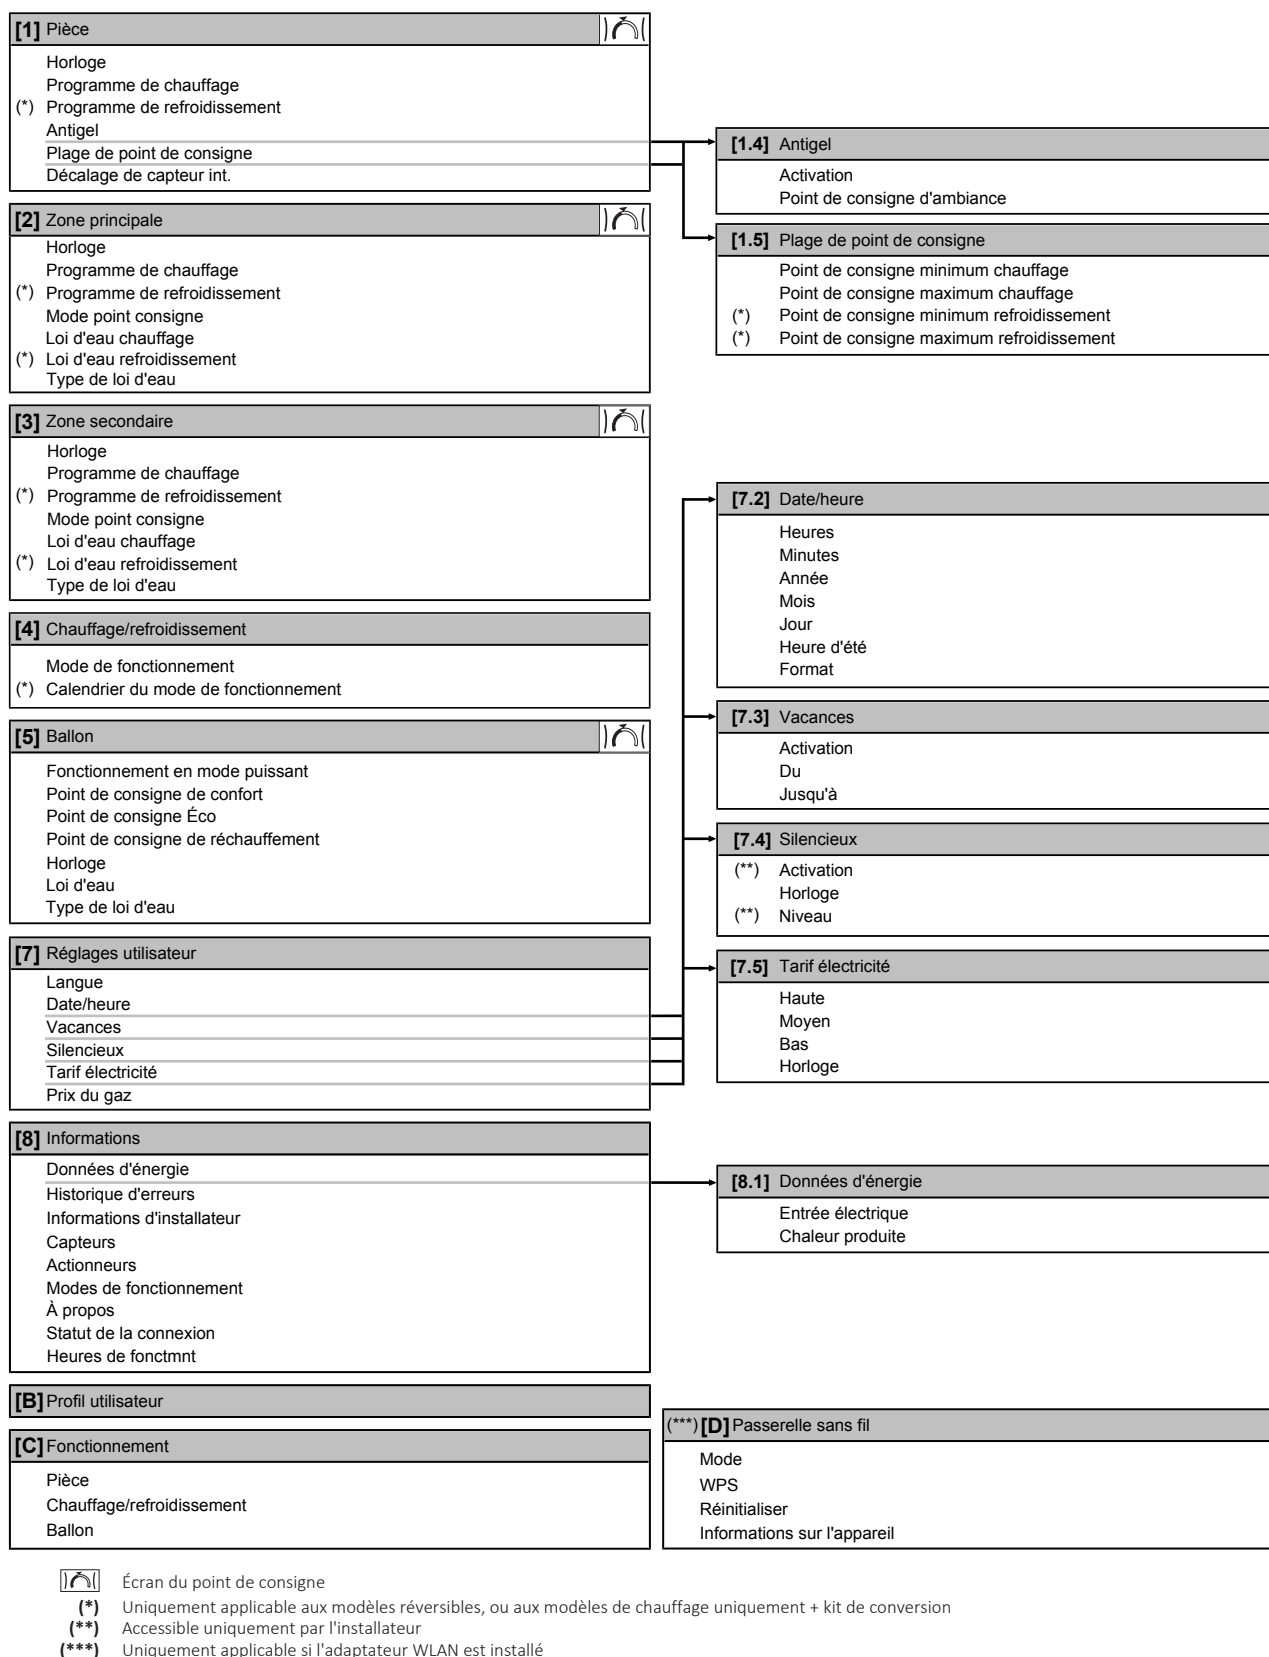 [1] Pièce
Horloge
Programme de chauffage
(*) Programme de refroidissement
Antigel
Plage de point de consigne
Décalage de capteur int.
[1.4] Antigel
Activation
Point de consigne d'ambiance
[2] Zone principale
Horloge
Programme de chauffage
(*) Programme de refroidissement
Mode point consigne
Loi d'eau chauffage
(*) Loi d'eau refroidissement
Type de loi d'eau
[1.5] Plage de point de consigne
Point de consigne minimum chauffage
Point de consigne maximum chauffage
(*) Point de consigne minimum refroidissement
(*) Point de consigne maximum refroidissement
[3] Zone secondaire
Horloge
Programme de chauffage
(*) Programme de refroidissement
Mode point consigne
Loi d'eau chauffage
(*) Loi d'eau refroidissement
Type de loi d'eau
[7.2] Date/heure
Heures
Minutes
Année
Mois
Jour
Heure d'été
Format
[4] Chauffage/refroidissement
Mode de fonctionnement
(*) Calendrier du mode de fonctionnement
[7.3] Vacances
Activation
Du
Jusqu'à
[5] Ballon
Fonctionnement en mode puissant
Point de consigne de confort
Point de consigne Éco
Point de consigne de réchauffement
Horloge
Loi d'eau
Type de loi d'eau
[7.4] Silencieux
(**) Activation
Horloge
(**) Niveau
[7] Réglages utilisateur
Langue
Date/heure
Vacances
Silencieux
Tarif électricité
Prix du gaz
[7.5] Tarif électricité
Haute
Moyen
Bas
Horloge
[8] Informations
Données d'énergie
Historique d'erreurs
Informations d'installateur
Capteurs
Actionneurs
Modes de fonctionnement
À propos
Statut de la connexion
Heures de fonctmnt
[8.1] Données d'énergie
Entrée électrique
Chaleur produite
[B] Profil utilisateur
[C] Fonctionnement
Pièce
Chauffage/refroidissement
Ballon
(***) [D] Passerelle sans fil
Mode
WPS
Réinitialiser
Informations sur l'appareil
Écran du point de consigne
(*) Uniquement applicable aux modèles réversibles, ou aux modèles de chauffage uniquement + kit de conversion
(**) Accessible uniquement par l'installateur
(***) Uniquement applicable si l'adaptateur WLAN est installé